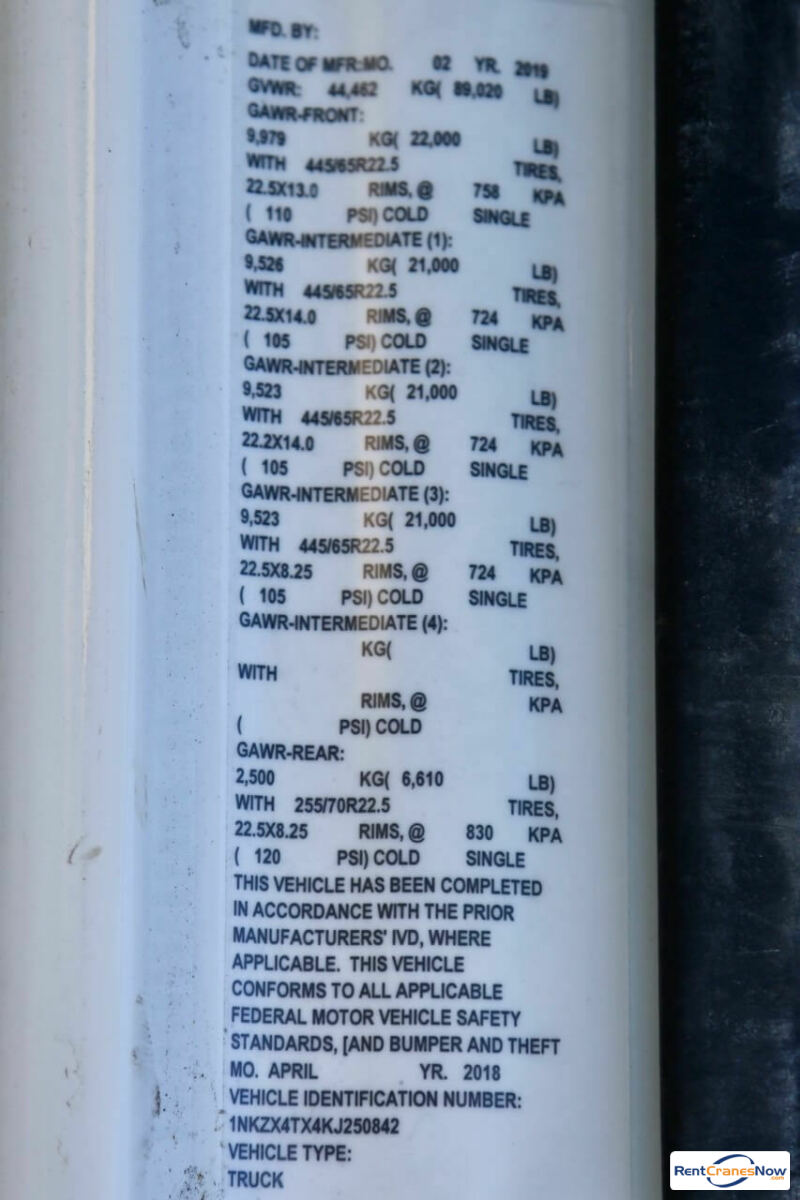 MFD. BY:
DATE OF MFR:MO. 02 YR. 2019
GVWR: 44,462 KG( 89,020 LB)
GAWR-FRONT:
9,979 KG( 22,000 LB)
WITH 445/65R22.5 TIRES,
22.5X13.0 RIMS, @ 758 KPA
( 110 PSI) COLD SINGLE
GAWR-INTERMEDIATE (1):
9,526 KG( 21,000 LB)
WITH 445/65R22.5 TIRES,
22.5X14.0 RIMS, @ 724 KPA
( 105 PSI) COLD SINGLE
GAWR-INTERMEDIATE (2):
9,523 KG( 21,000 LB)
WITH 445/65R22.5 TIRES,
22.2X14.0 RIMS, @ 724 KPA
( 105 PSI) COLD SINGLE
GAWR-INTERMEDIATE (3):
9,523 KG( 21,000 LB)
WITH 445/65R22.5 TIRES,
22.5X8.25 RIMS, @ 724 KPA
( 105 PSI) COLD SINGLE
GAWR-INTERMEDIATE (4):
KG( LB)
WITH TIRES,
RIMS, @ KPA
( PSI) COLD
GAWR-REAR:
2,500 KG( 6,610 LB)
WITH 255/70R22.5 TIRES,
22.5X8.25 RIMS, @ 830 KPA
( 120 PSI) COLD SINGLE
THIS VEHICLE HAS BEEN COMPLETED
IN ACCORDANCE WITH THE PRIOR
MANUFACTURERS' IVD, WHERE
APPLICABLE. THIS VEHICLE
CONFORMS TO ALL APPLICABLE
FEDERAL MOTOR VEHICLE SAFETY
STANDARDS, [AND BUMPER AND THEFT
MO. APRIL YR. 2018
VEHICLE IDENTIFICATION NUMBER:
1NKZX4TX4KJ250842
VEHICLE TYPE:
TRUCK
RentCranesNow.com